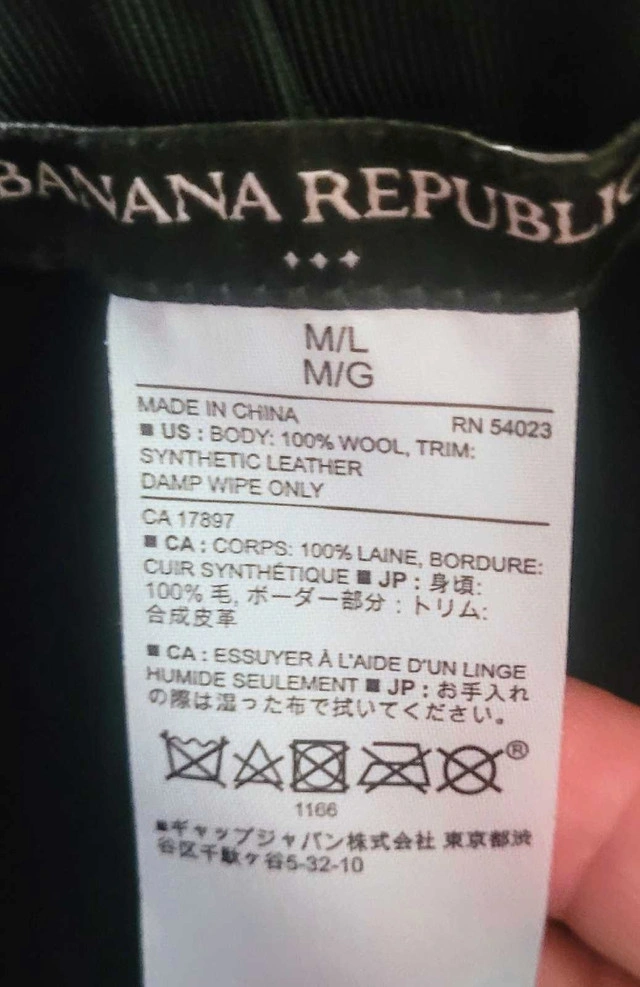 BANANA REPUBLIC
M/L
M/G
MADE IN CHINA RN 54023
■ US : BODY: 100% WOOL, TRIM:
SYNTHETIC LEATHER
DAMP WIPE ONLY
CA 17897
■ CA : CORPS: 100% LAINE, BORDURE:
CUIR SYNTHÉTIQUE ■ JP : 身頃:
100% 毛, ボーダー部分 : トリム:
合成皮革
■ CA : ESSUYER À L'AIDE D'UN LINGE
HUMIDE SEULEMENT ■ JP : お手入れ
の際は湿った布で拭いてください。
®
1166
■ギャップジャパン株式会社 東京都渋
谷区千駄ケ谷5-32-10